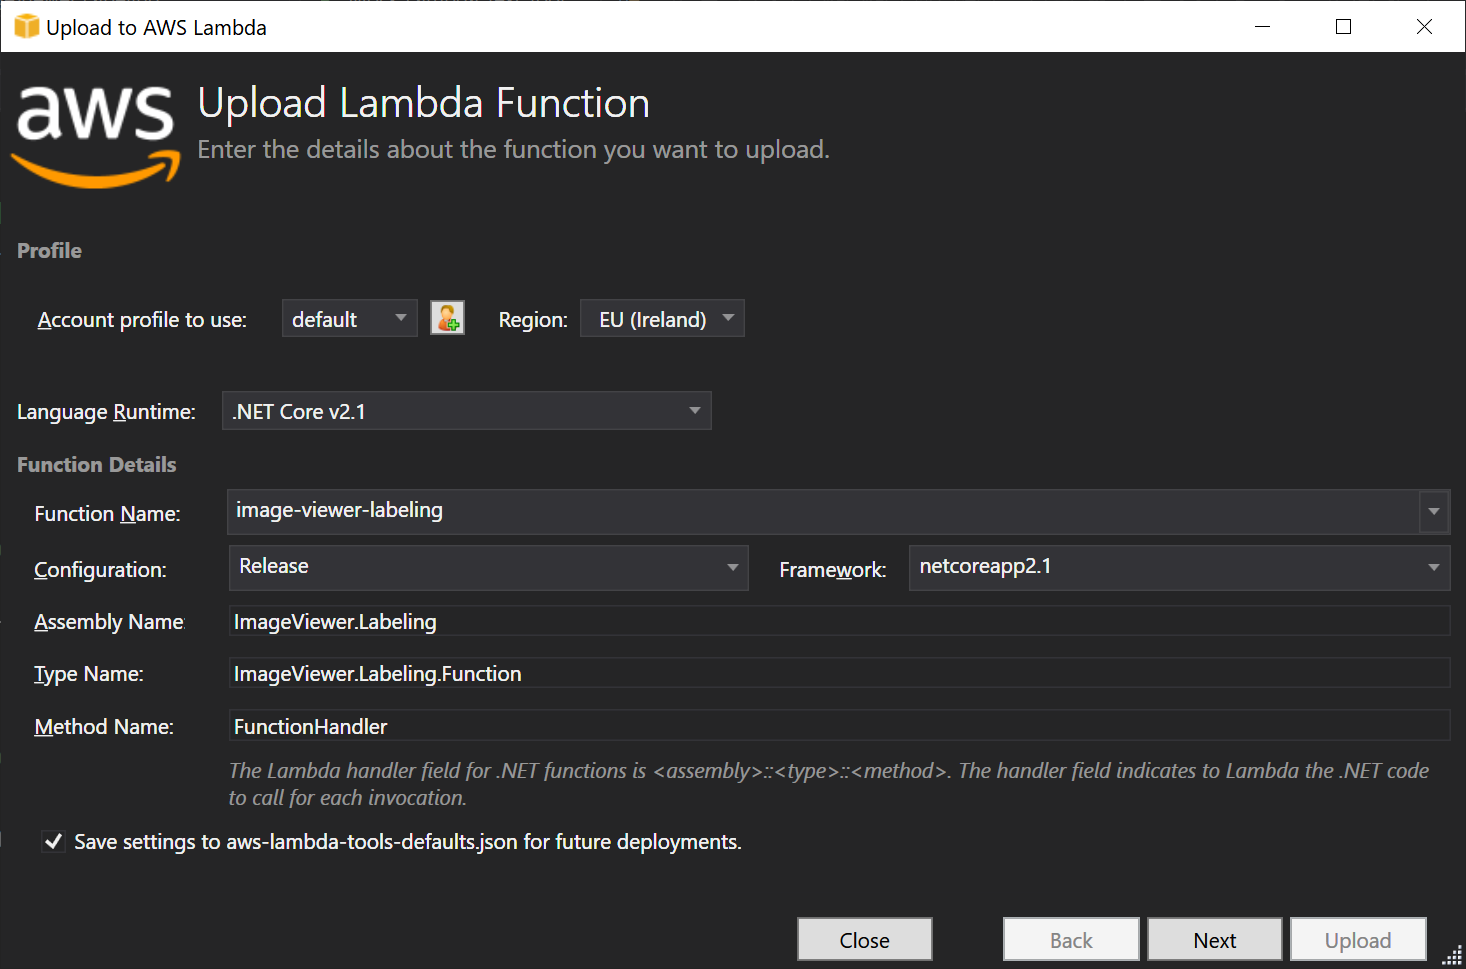 Upload to AWS Lambda
aws
Upload Lambda Function
Enter the details about the function you want to upload.
Profile
Account profile to use: default Region: EU (Ireland)
Language Runtime: .NET Core v2.1
Function Details
Function Name: image-viewer-labeling
Configuration: Release Framework: netcoreapp2.1
Assembly Name: ImageViewer.Labeling
Type Name: ImageViewer.Labeling.Function
Method Name: FunctionHandler
The Lambda handler field for .NET functions is <assembly>::<type>::<method>. The handler field indicates to Lambda the .NET code
to call for each invocation.
Save settings to aws-lambda-tools-defaults.json for future deployments.
Close Back Next Upload